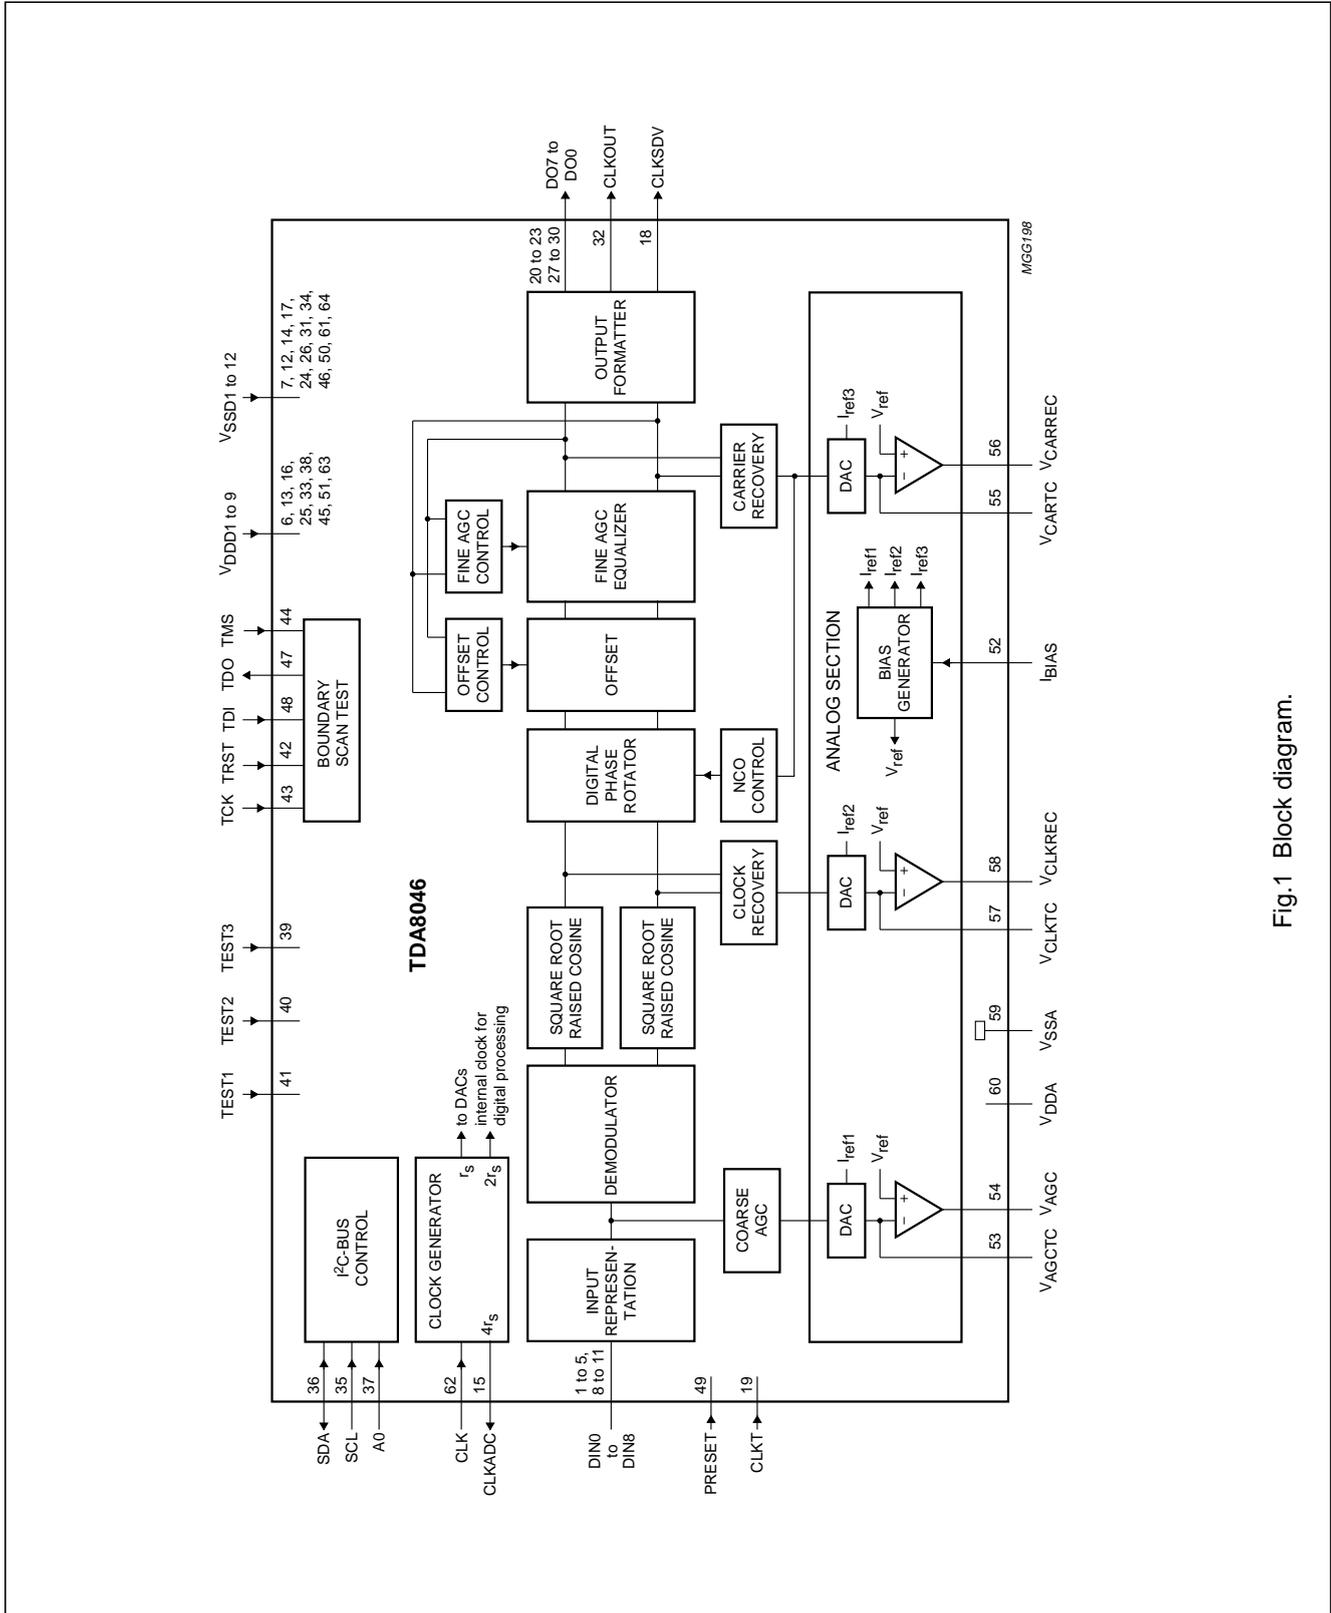 VSSD1 to 12
7, 12, 14, 17,
24, 26, 31, 34,
46, 50, 61, 64
VDDD1 to 9
6, 13, 16,
25, 33, 38,
45, 51, 63
TMS
44
TDO
47
TDI
48
TRST
42
TCK
43
BOUNDARY
SCAN TEST
TEST3
39
TEST2
40
TEST1
41
TDA8046
SDA
36
SCL
35
A0
37
I2C-BUS
CONTROL
CLK
62
CLKADC
15
CLOCK GENERATOR
4rs
rs
2rs
to DACs
internal clock for
digital processing
DIN0
to
DIN8
1 to 5,
8 to 11
INPUT
REPRESEN-
TATION
DEMODULATOR
SQUARE ROOT
RAISED COSINE
SQUARE ROOT
RAISED COSINE
DIGITAL
PHASE
ROTATOR
OFFSET
CONTROL
OFFSET
FINE AGC
CONTROL
FINE AGC
EQUALIZER
OUTPUT
FORMATTER
20 to 23
27 to 30
DO7 to
DO0
32
CLKOUT
18
CLKSDV
PRESET
49
CLKT
19
COARSE
AGC
CLOCK
RECOVERY
NCO
CONTROL
CARRIER
RECOVERY
ANALOG SECTION
DAC
Iref1
Vref
− +
DAC
Iref2
Vref
− +
BIAS
GENERATOR
Vref
Iref1
Iref2
Iref3
DAC
Iref3
Vref
− +
53
VAGCTC
54
VAGC
60
VDDA
59
VSSA
57
VCLKTC
58
VCLKREC
52
IBIAS
55
VCARTC
56
VCARREC
MGG198
Fig.1 Block diagram.